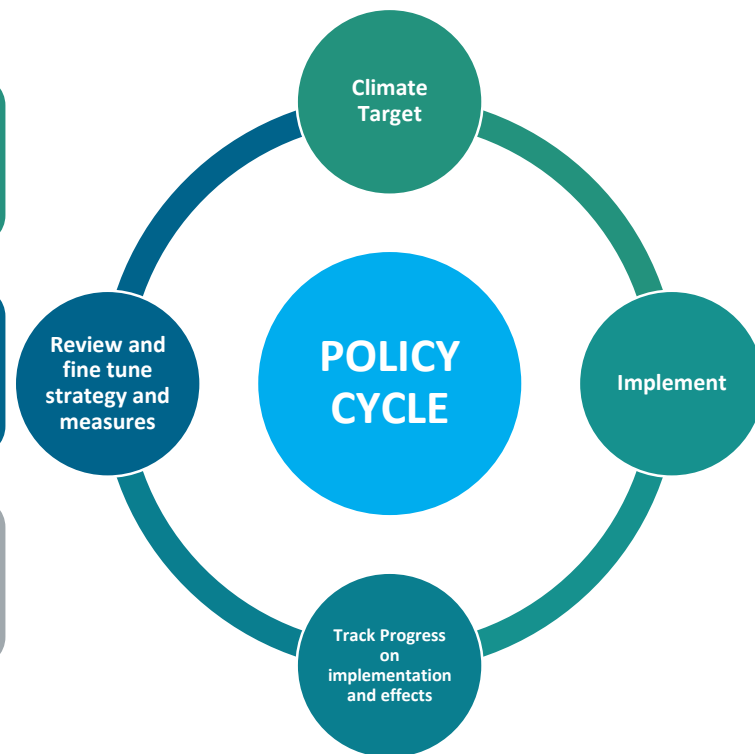 Climate
Target
POLICY
CYCLE
Implement
Track Progress
on
implementation
and effects
Review and
fine tune
strategy and
measures